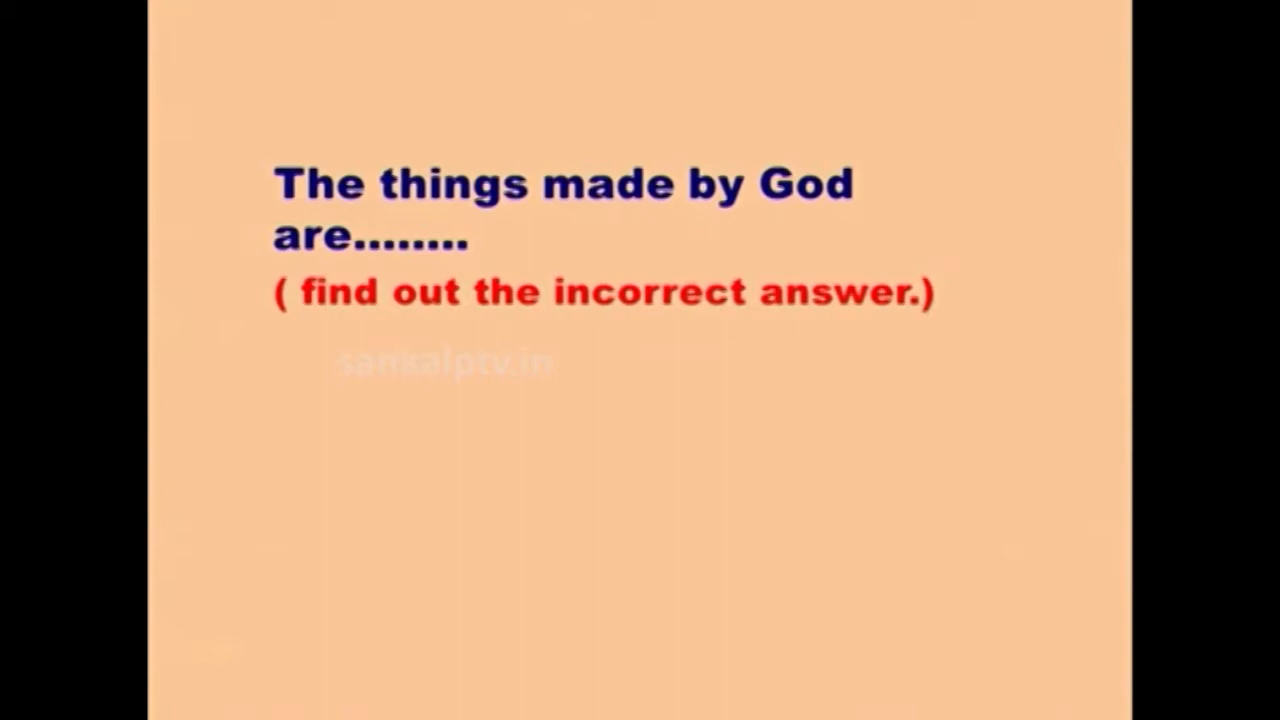 The things made by God
are........
( find out the incorrect answer.)
sankalptv.in